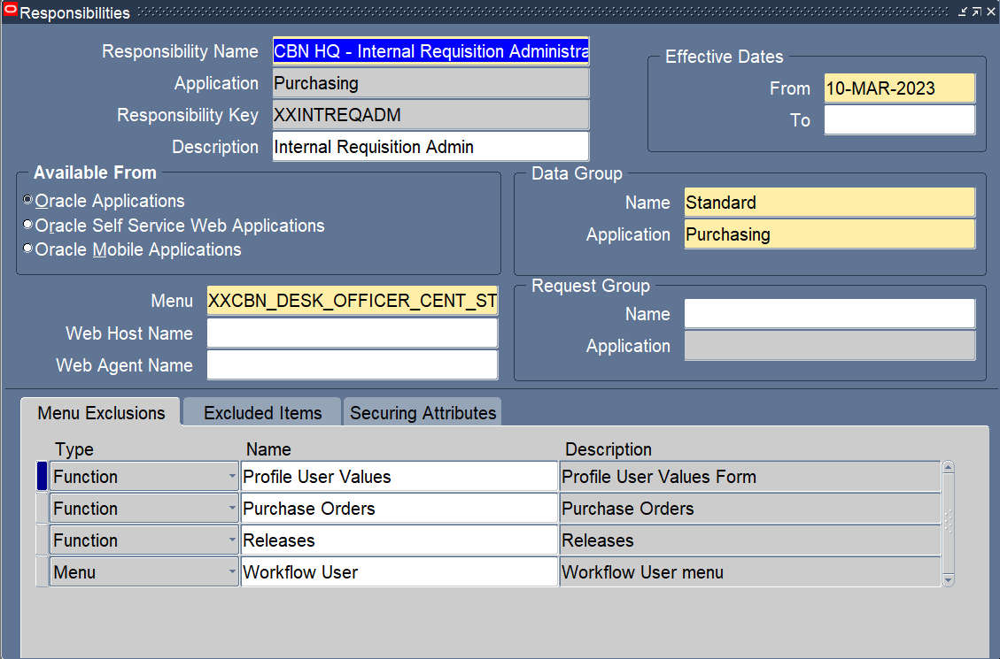 Responsibilities
Responsibility Name CBN HQ - Internal Requisition Administra
Application Purchasing
Responsibility Key XXINTREQADM
Description Internal Requisition Admin
Effective Dates
From 10-MAR-2023
To
Available From
Oracle Applications
Oracle Self Service Web Applications
Oracle Mobile Applications
Data Group
Name Standard
Application Purchasing
Menu XXCBN_DESK_OFFICER_CENT_ST
Web Host Name
Web Agent Name
Request Group
Name
Application
Menu Exclusions Excluded Items Securing Attributes
Type Name Description
Function Profile User Values Profile User Values Form
Function Purchase Orders Purchase Orders
Function Releases Releases
Menu Workflow User Workflow User menu